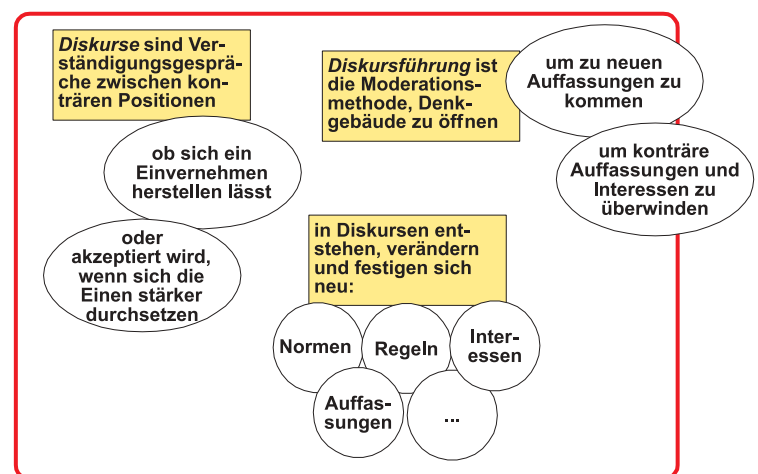 Diskurse sind Ver-
ständigungsgesprä-
che zwischen kon-
trären Positionen
ob sich ein
Einvernehmen
herstellen lässt
oder
akzeptiert wird,
wenn sich die
Einen stärker
durchsetzen
Diskursführung ist
die Moderations-
methode, Denk-
gebäude zu öffnen
um zu neuen
Auffassungen zu
kommen
um konträre
Auffassungen und
Interessen zu
überwinden
in Diskursen ent-
stehen, verändern
und festigen sich
neu:
Normen
Regeln
Inter-
essen
Auffas-
sungen
...